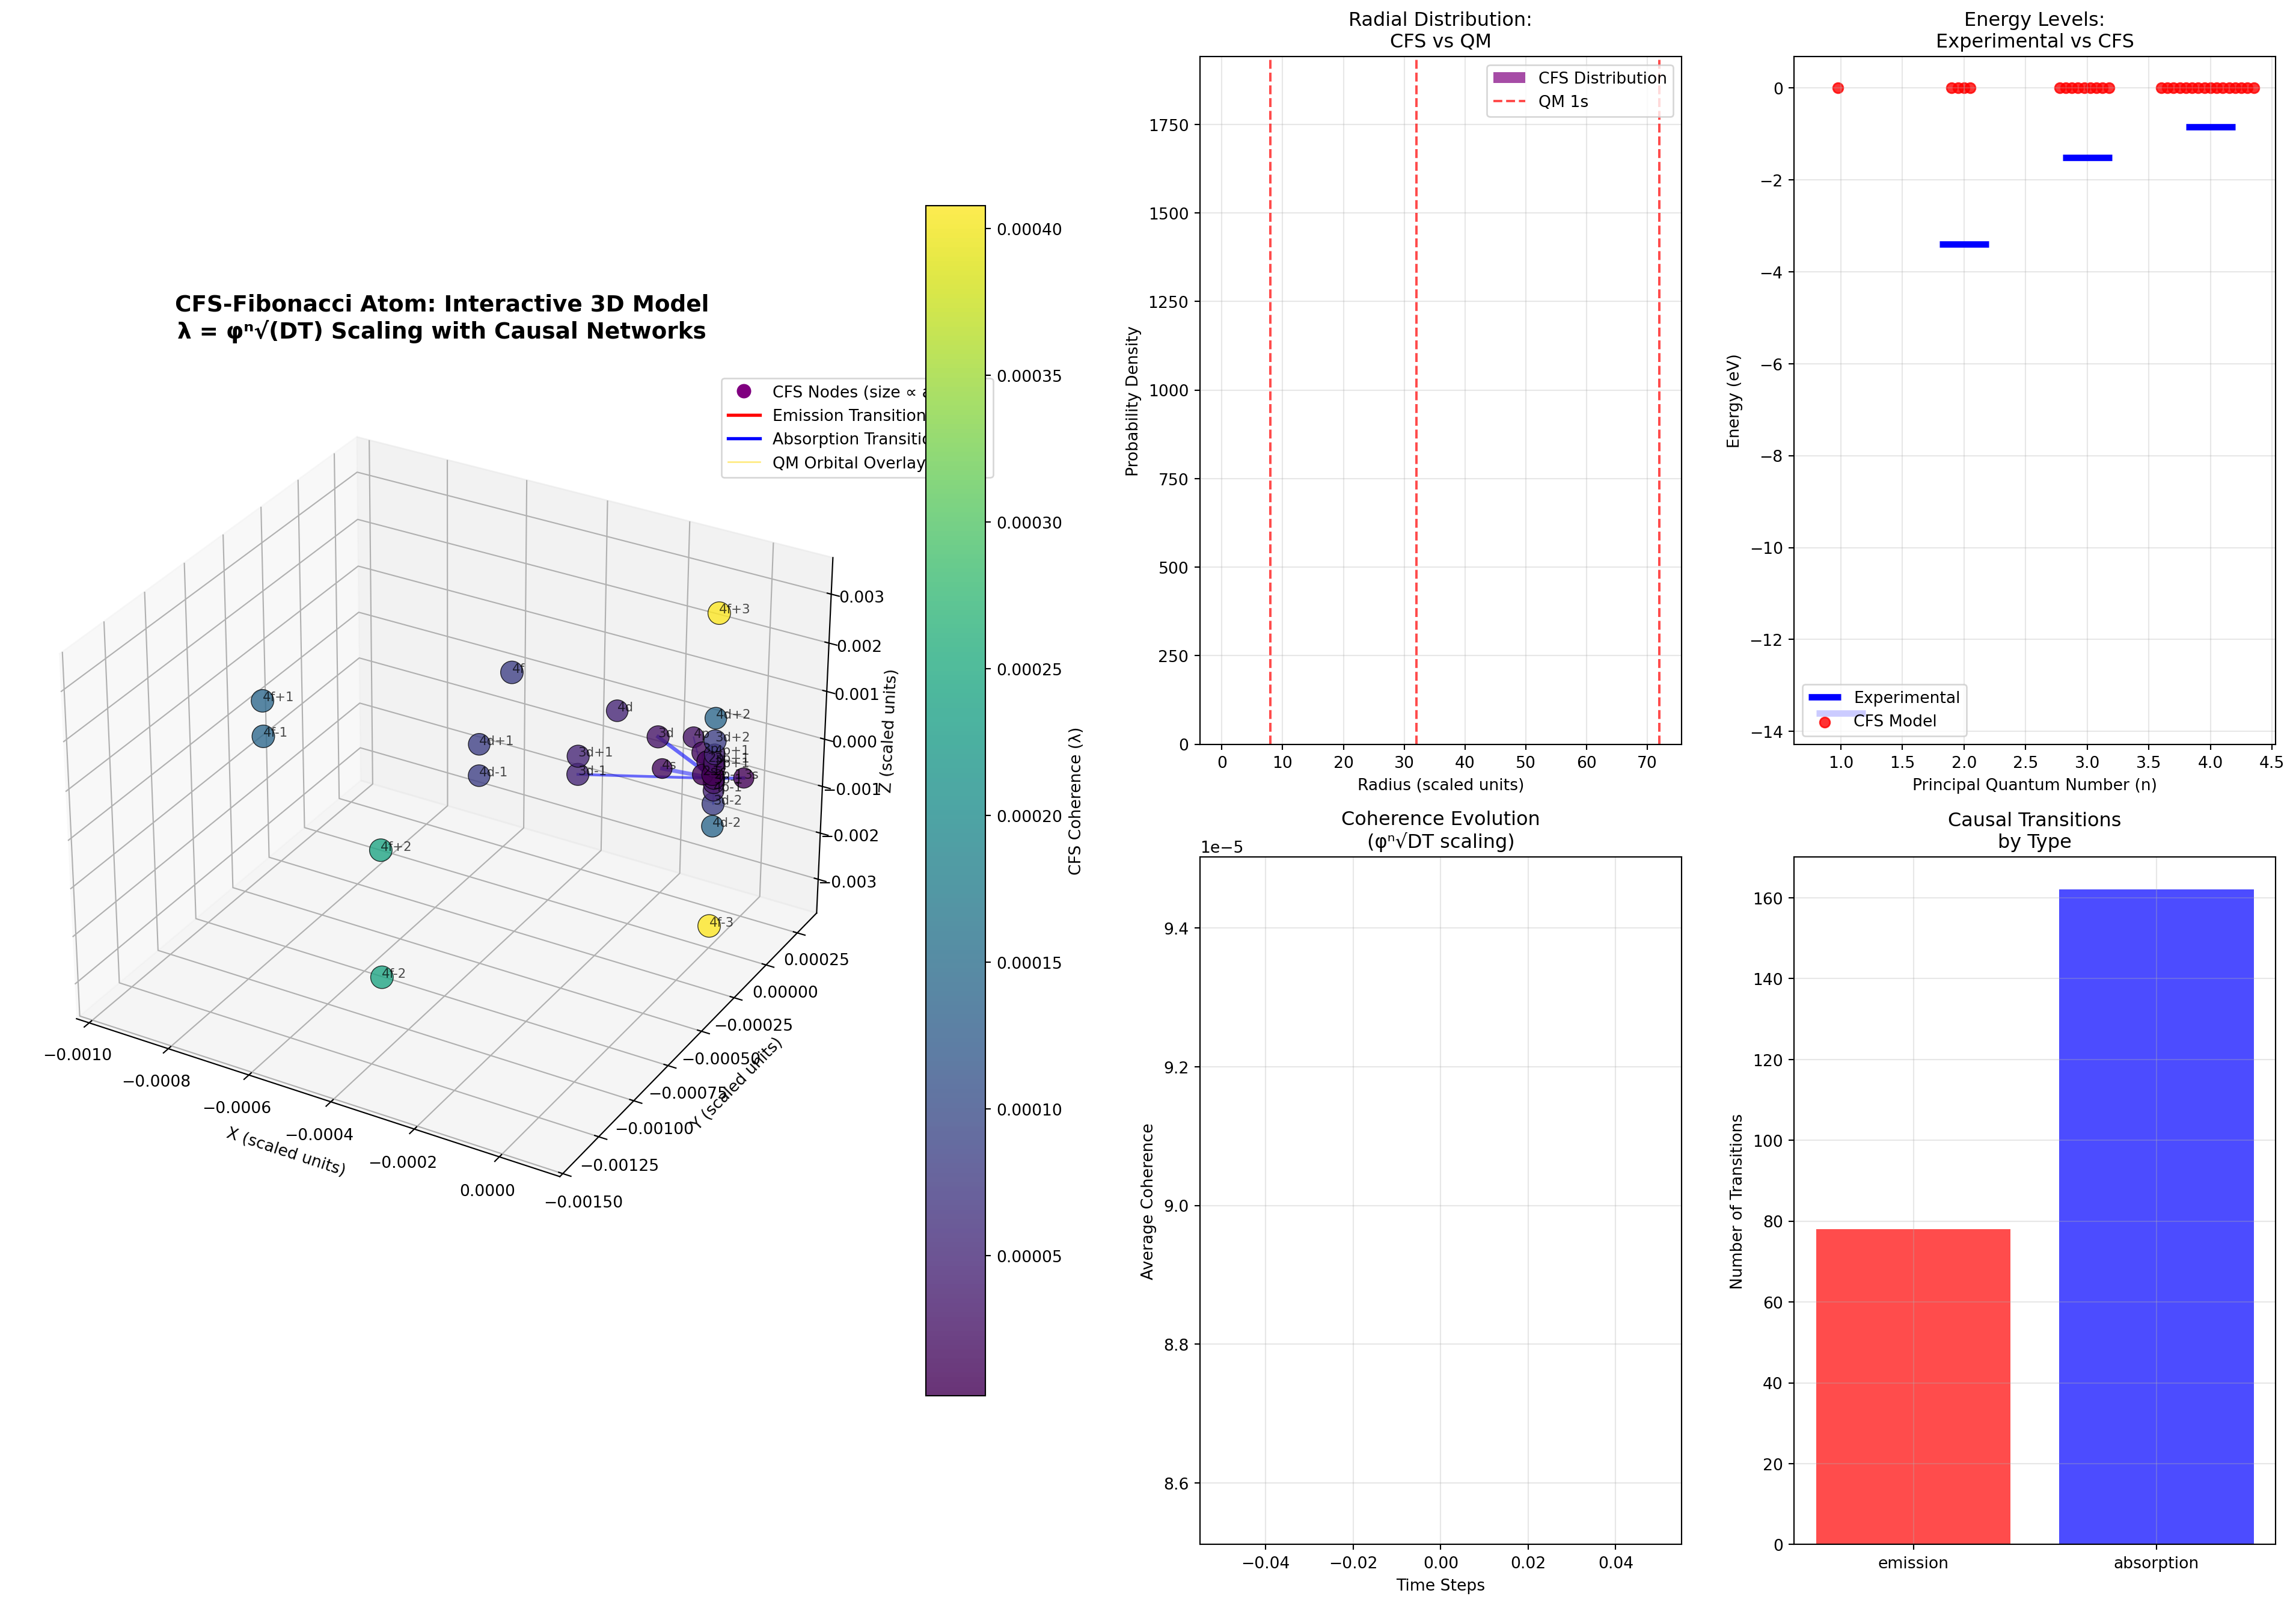 CFS-Fibonacci Atom: Interactive 3D Model
λ = φⁿ√(DT) Scaling with Causal Networks
CFS Nodes (size ∝
Emission Transition
Absorption
QM Orbital Overlay
4f+3
4f
4f+1
4f-1
4d
4d+2
3d
4p
3d+2
4d+1
4d-1
3d+1
3d-1
4s
3s
3d-2
4d-2
4f+2
4f-3
4f-2
0.003
0.002
0.001
0.000
−0.001
−0.002
−0.003
Z (scaled units)
0.00025
0.00000
−0.00025
−0.00050
−0.00075
−0.00100
−0.00125
−0.00150
Y (scaled units)
−0.0010
−0.0008
−0.0006
−0.0004
−0.0002
0.0000
X (scaled units)
0.00040
0.00035
0.00030
0.00025
0.00020
0.00015
0.00010
0.00005
CFS Coherence (λ)
Radial Distribution:
CFS vs QM
CFS Distribution
QM 1s
1750
1500
1250
1000
750
500
250
0
Probability Density
0 10 20 30 40 50 60 70
Radius (scaled units)
Energy Levels:
Experimental vs CFS
0
−2
−4
−6
−8
−10
−12
−14
Energy (eV)
Experimental
CFS Model
1.0 1.5 2.0 2.5 3.0 3.5 4.0 4.5
Principal Quantum Number (n)
Coherence Evolution
(φⁿ√DT scaling)
1e−5
9.4
9.2
9.0
8.8
8.6
Average Coherence
−0.04 −0.02 0.00 0.02 0.04
Time Steps
Causal Transitions
by Type
160
140
120
100
80
60
40
20
0
Number of Transitions
emission absorption